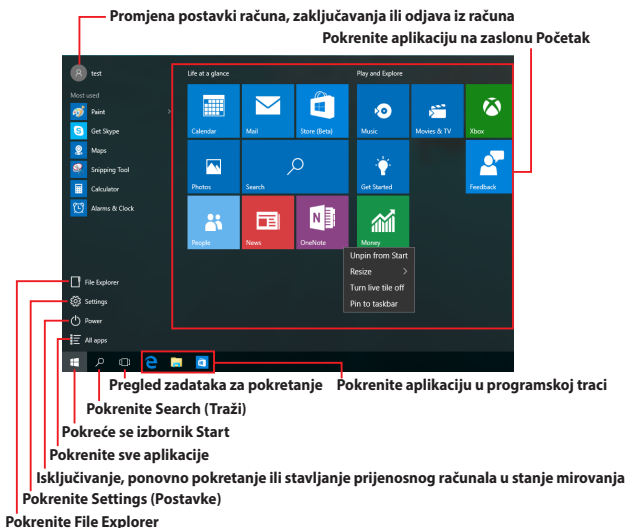 Promjena postavki računa, zaključavanja ili odjava iz računa
Pokrenite aplikaciju na zaslonu Početak
test
Life at a glance
Play and Explore
Most used
Paint
Get Skype
Maps
Snipping Tool
Calculator
Alarms & Clock
Calendar
Mail
Store (Beta)
Music
Movies & TV
Xbox
Photos
Search
Get Started
Feedback
People
News
OneNote
Money
Unpin from Start
Resize
Turn live tile off
Pin to taskbar
File Explorer
Settings
Power
All apps
Pregled zadataka za pokretanje
Pokrenite aplikaciju u programskoj traci
Pokrenite Search (Traži)
Pokreće se izbornik Start
Pokrenite sve aplikacije
Isključivanje, ponovno pokretanje ili stavljanje prijenosnog računala u stanje mirovanja
Pokrenite Settings (Postavke)
Pokrenite File Explorer